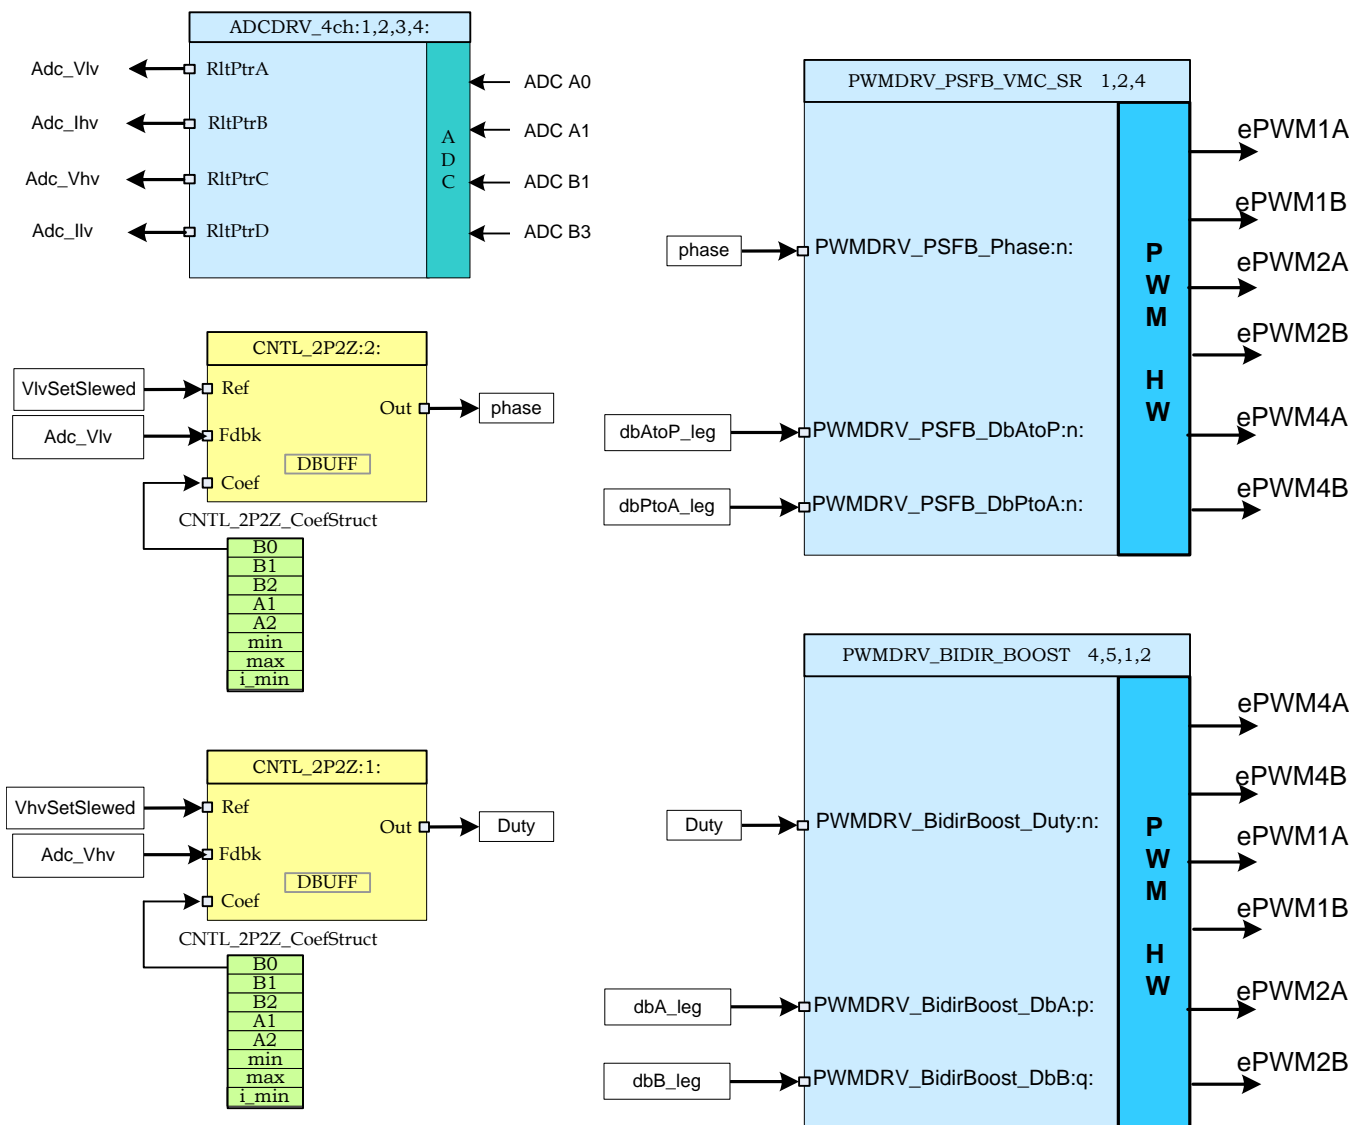 ADCDRV_4ch:1,2,3,4:
Adc_Vlv
RltPtrA
ADC A0
Adc_Ihv
RltPtrB
ADC A1
Adc_Vhv
RltPtrC
ADC B1
Adc_Ilv
RltPtrD
ADC B3
A
D
C
CNTL_2P2Z:2:
VlvSetSlewed
Ref
Adc_Vlv
Fdbk
Out
phase
DBUFF
Coef
CNTL_2P2Z_CoefStruct
B0
B1
B2
A1
A2
min
max
i_min
CNTL_2P2Z:1:
VhvSetSlewed
Ref
Adc_Vhv
Fdbk
Out
Duty
DBUFF
Coef
CNTL_2P2Z_CoefStruct
B0
B1
B2
A1
A2
min
max
i_min
PWMDRV_PSFB_VMC_SR 1,2,4
phase
PWMDRV_PSFB_Phase:n:
dbAtoP_leg
PWMDRV_PSFB_DbAtoP:n:
dbPtoA_leg
PWMDRV_PSFB_DbPtoA:n:
P
W
M
H
W
ePWM1A
ePWM1B
ePWM2A
ePWM2B
ePWM4A
ePWM4B
PWMDRV_BIDIR_BOOST 4,5,1,2
Duty
PWMDRV_BidirBoost_Duty:n:
dbA_leg
PWMDRV_BidirBoost_DbA:p:
dbB_leg
PWMDRV_BidirBoost_DbB:q:
P
W
M
H
W
ePWM4A
ePWM4B
ePWM1A
ePWM1B
ePWM2A
ePWM2B